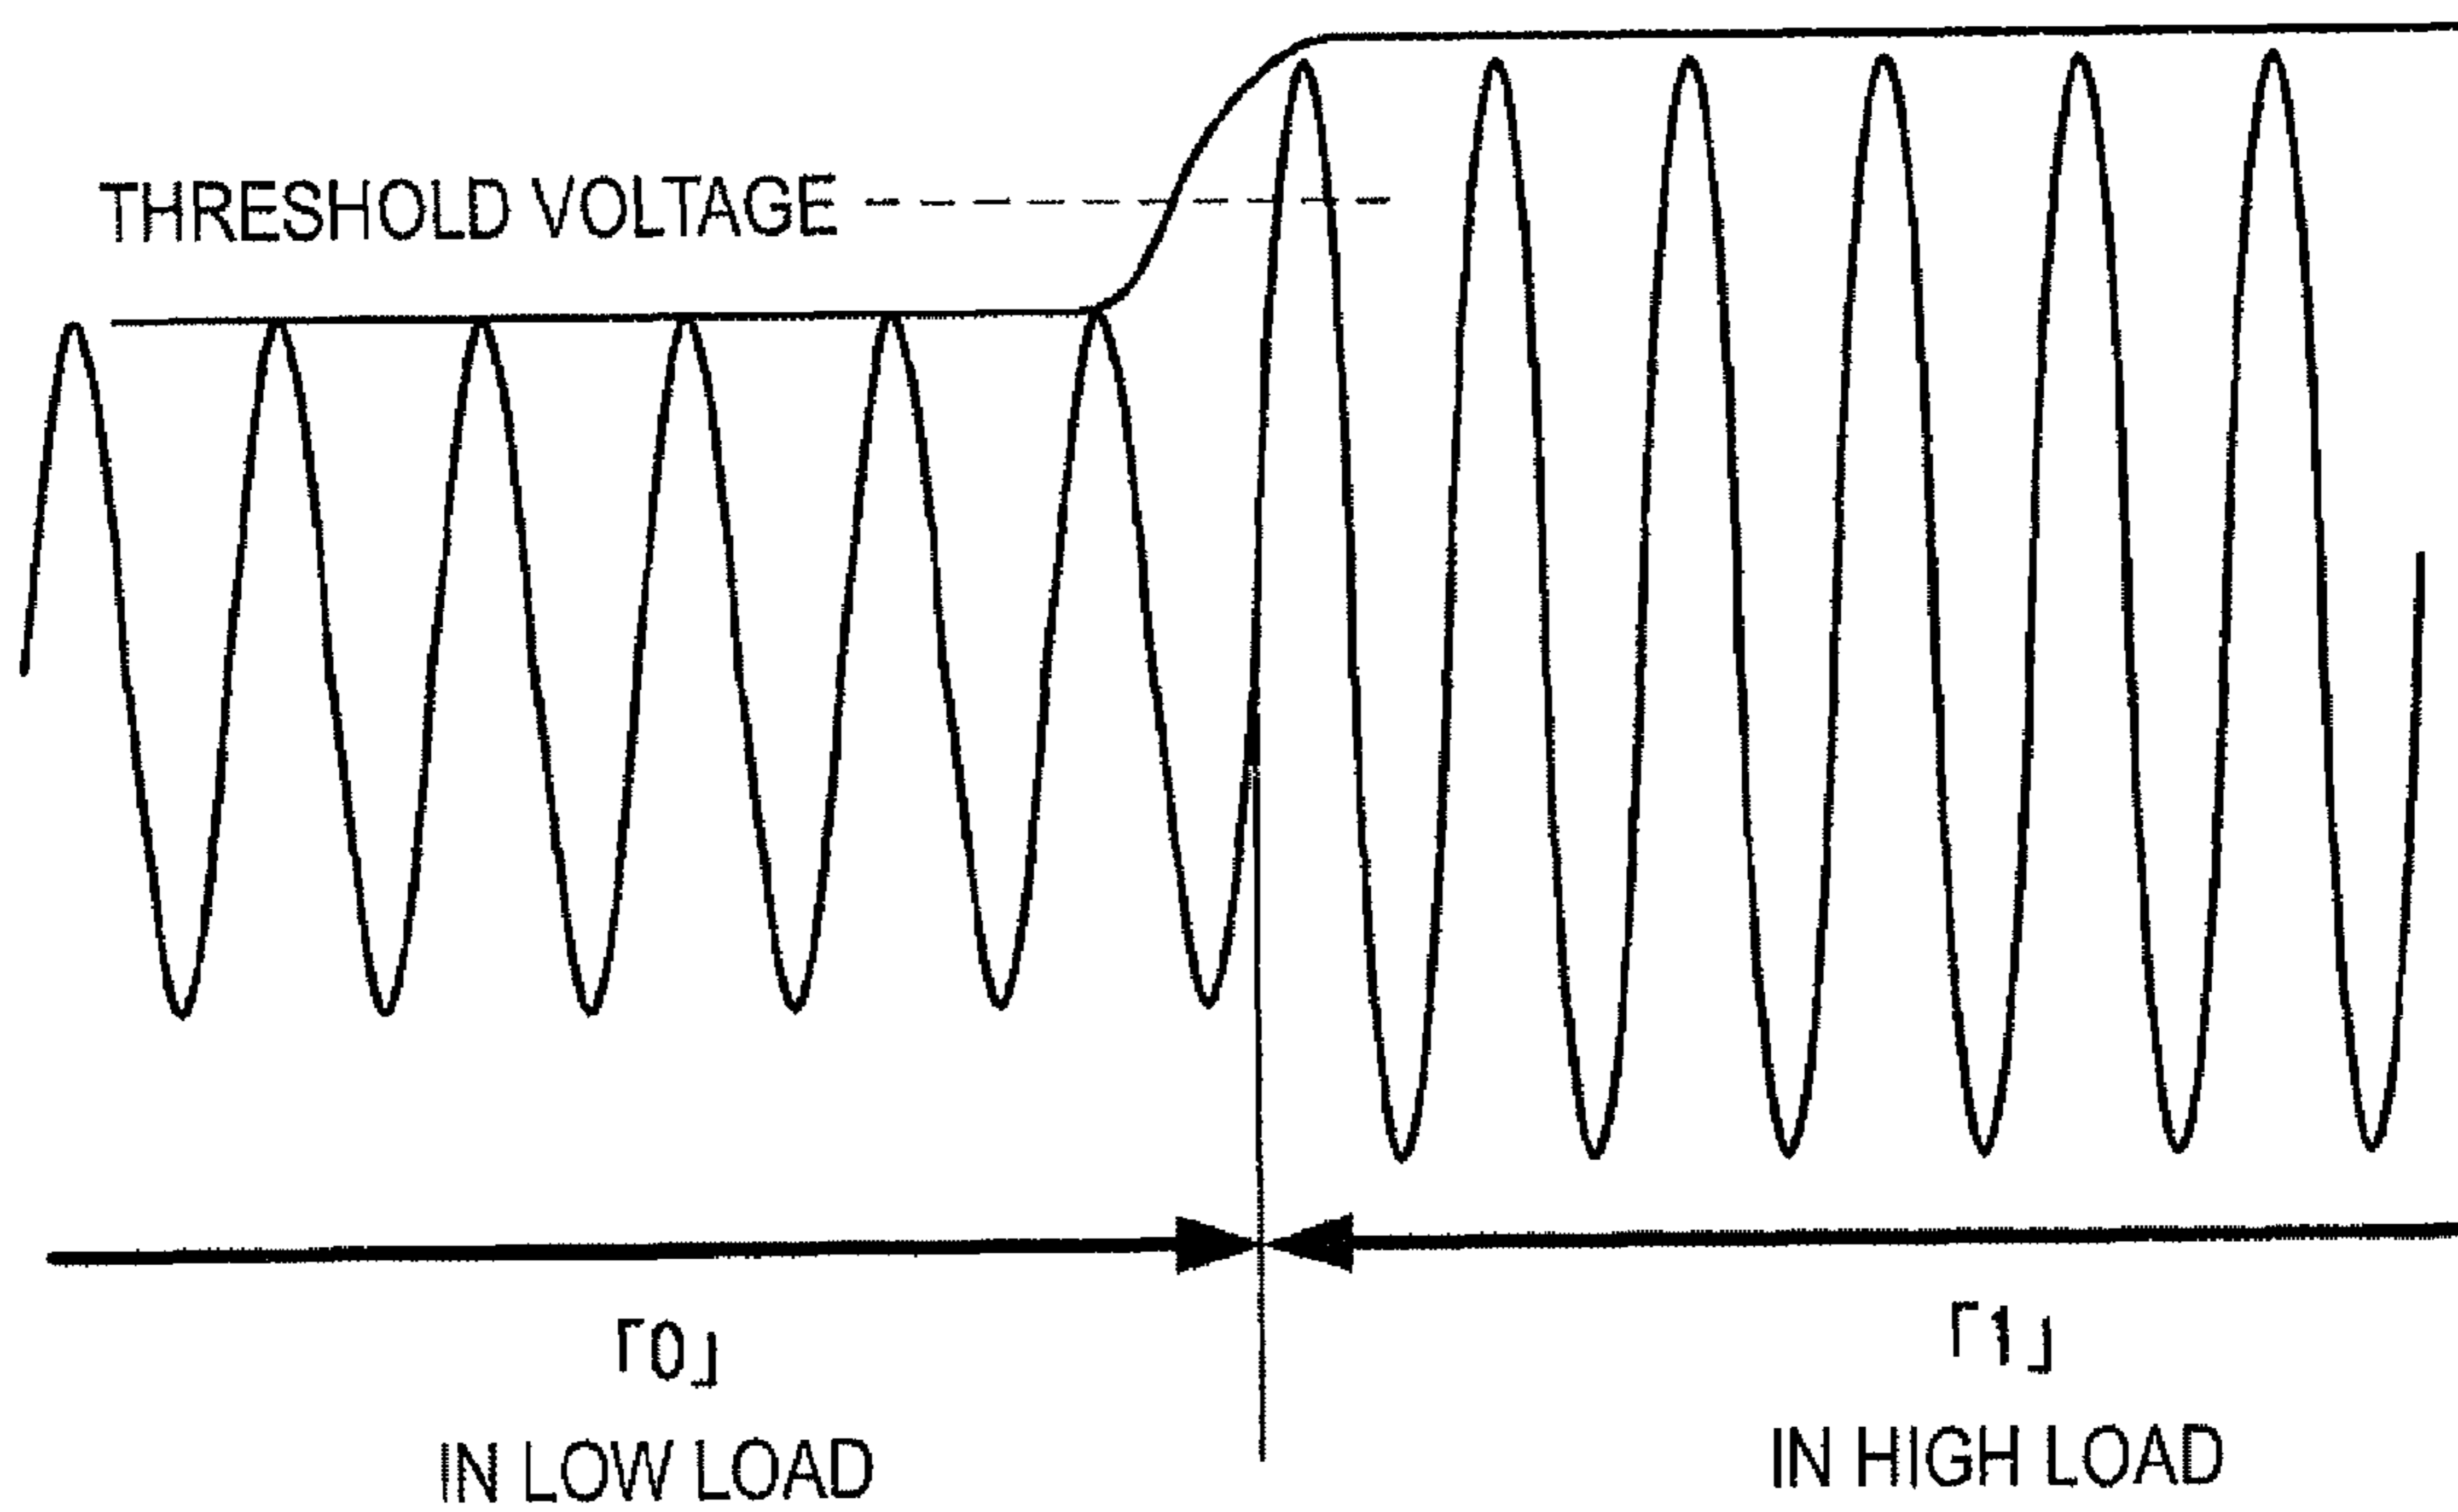 THRESHOLD VOLTAGE
「0」
「1」
IN LOW LOAD
IN HIGH LOAD